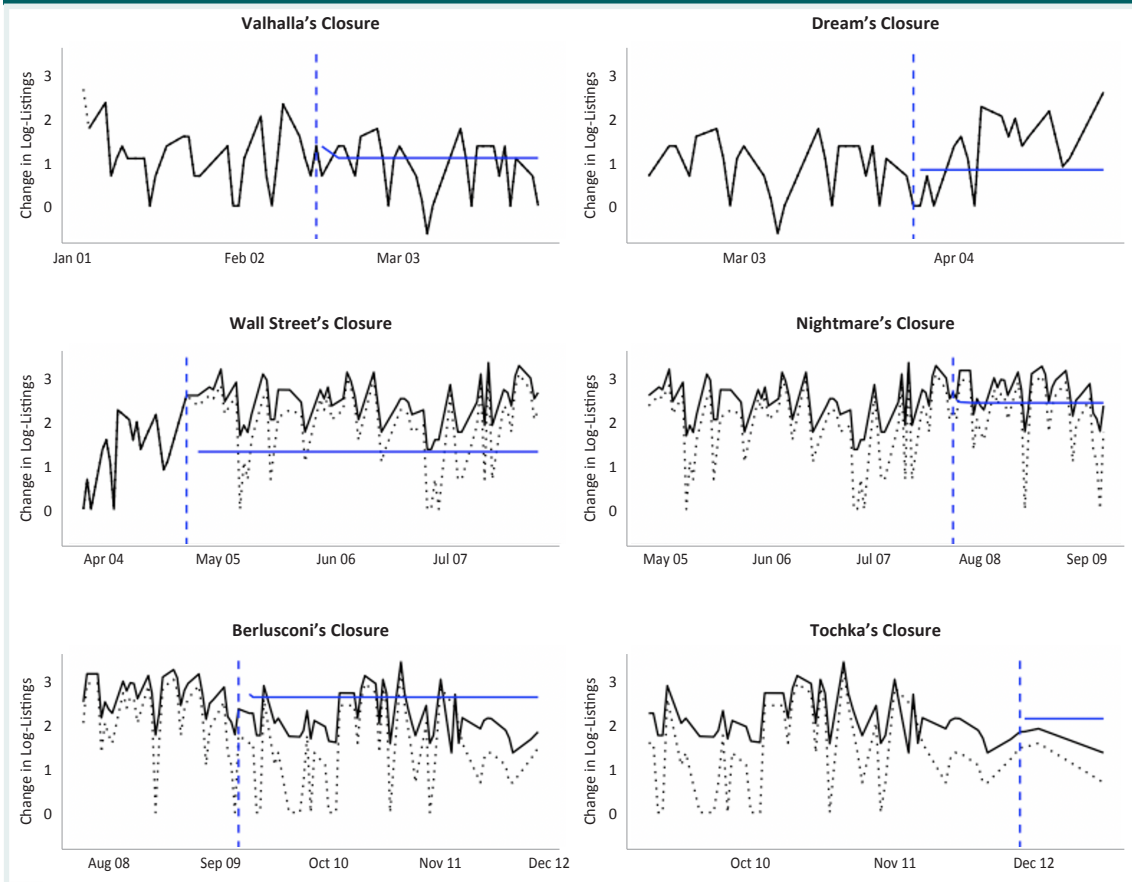 Valhalla’s Closure
Change in Log-Listings
3
2
1
0
Jan 01 Feb 02 Mar 03
Dream’s Closure
Change in Log-Listings
3
2
1
0
Mar 03 Apr 04
Wall Street’s Closure
Change in Log-Listings
3
2
1
0
Apr 04 May 05 Jun 06 Jul 07
Nightmare’s Closure
Change in Log-Listings
3
2
1
0
May 05 Jun 06 Jul 07 Aug 08 Sep 09
Berlusconi’s Closure
Change in Log-Listings
3
2
1
0
Aug 08 Sep 09 Oct 10 Nov 11 Dec 12
Tochka’s Closure
Change in Log-Listings
3
2
1
0
Oct 10 Nov 11 Dec 12